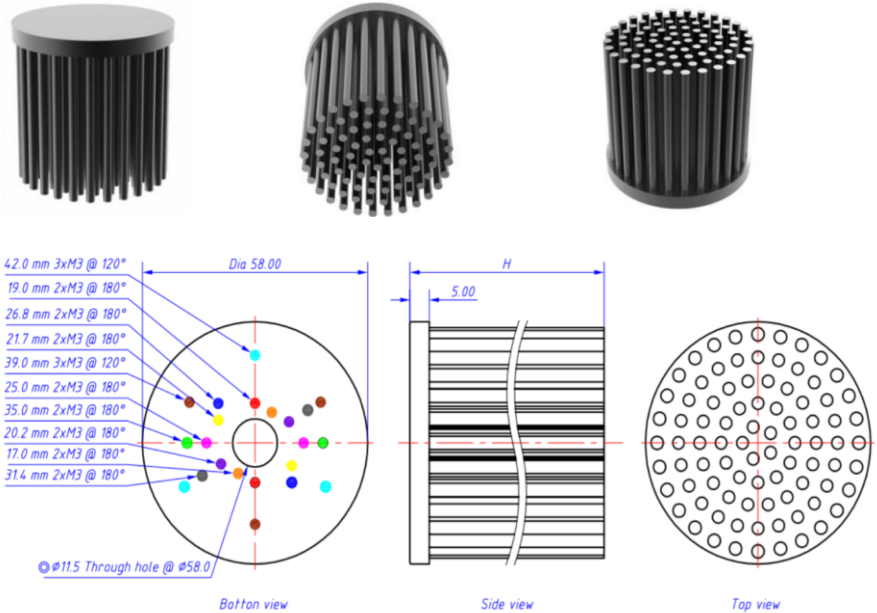 42.0 mm 3xM3 @ 120°
19.0 mm 2xM3 @ 180°
26.8 mm 2xM3 @ 180°
21.7 mm 2xM3 @ 180°
39.0 mm 3xM3 @ 120°
25.0 mm 2xM3 @ 180°
35.0 mm 2xM3 @ 180°
20.2 mm 2xM3 @ 180°
17.0 mm 2xM3 @ 180°
31.4 mm 2xM3 @ 180°
Dia 58.00
H
5.00
◎ Ø11.5 Through hole @ Ø58.0
Botton view
Side view
Top view